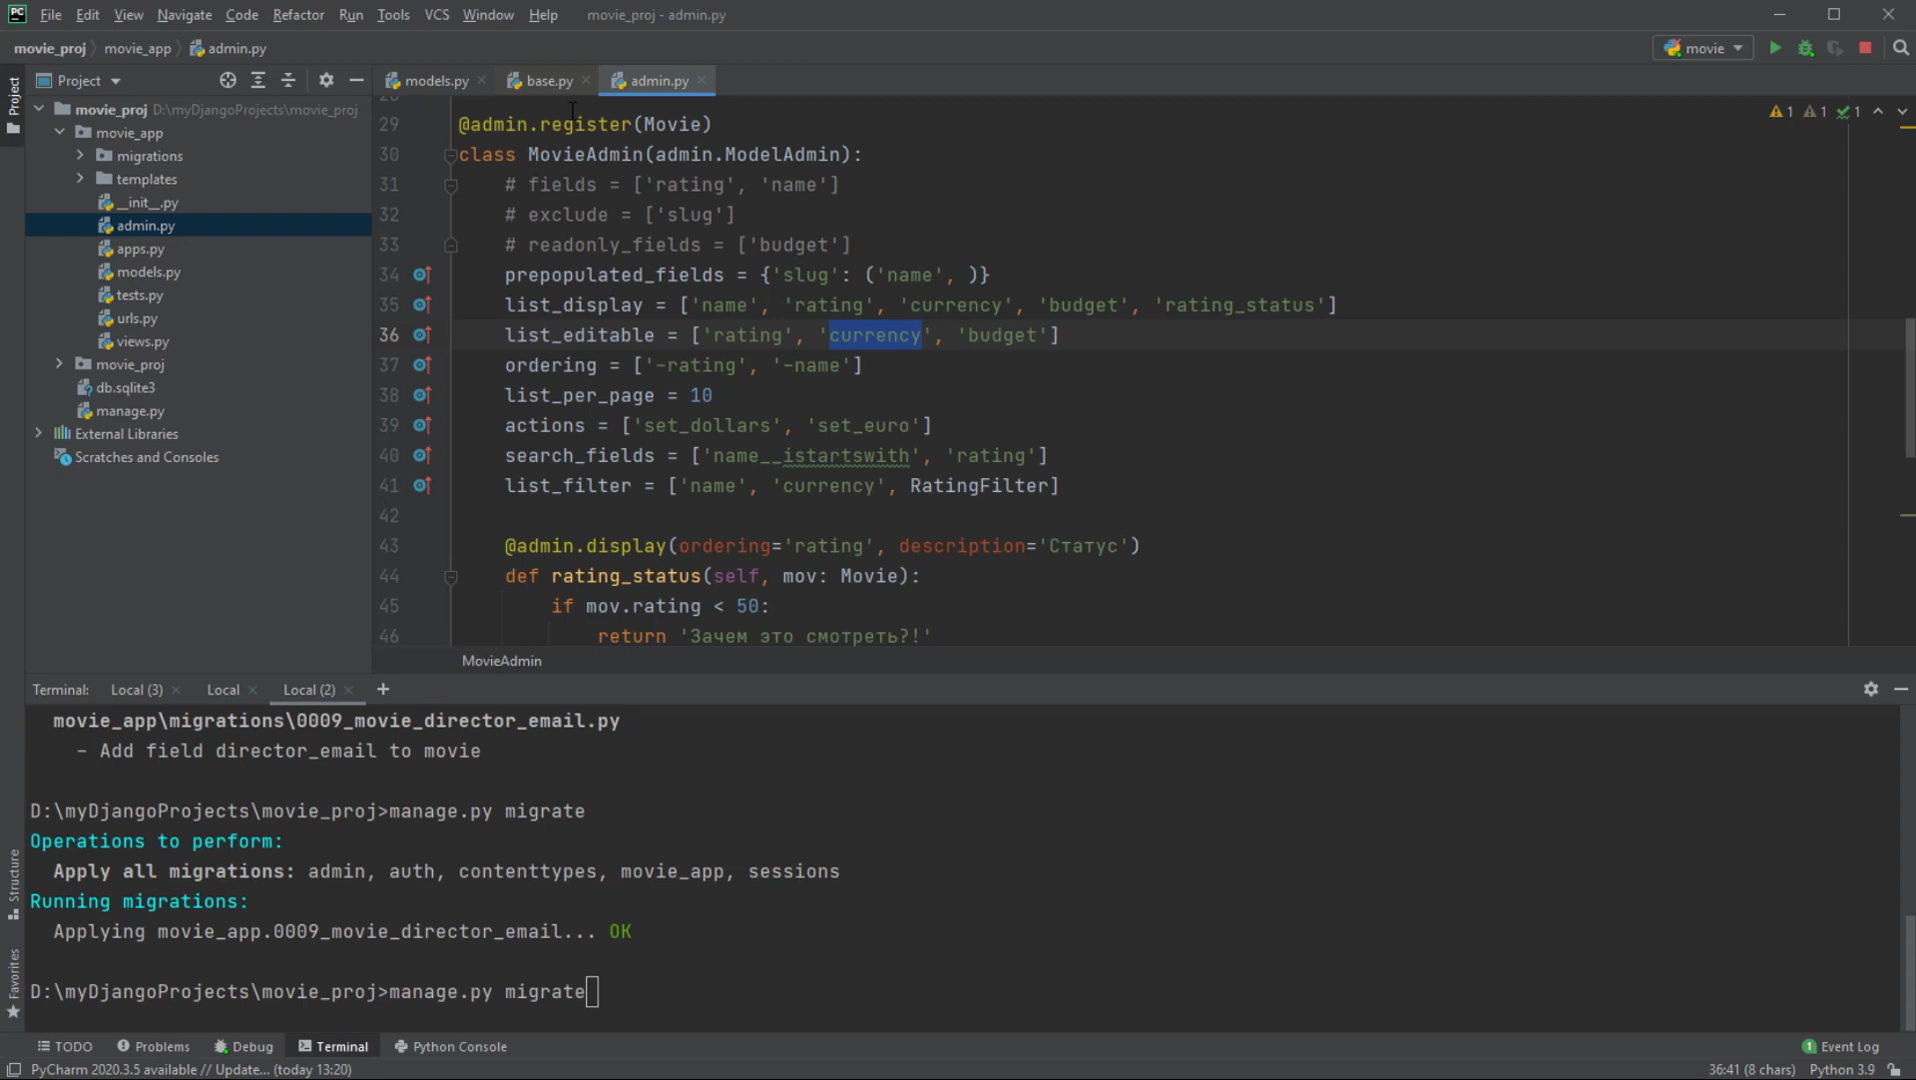 PC File Edit View Navigate Code Refactor Run Tools VCS Window Help movie_proj - admin.py
movie_proj movie_app admin.py movie
Project
Project
models.py base.py admin.py
movie_proj D:\myDjangoProjects\movie_proj
movie_app
migrations
templates
__init__.py
admin.py
apps.py
models.py
tests.py
urls.py
views.py
movie_proj
db.sqlite3
manage.py
External Libraries
Scratches and Consoles
1 1 1
29 @admin.register(Movie)
30 class MovieAdmin(admin.ModelAdmin):
31 # fields = ['rating', 'name']
32 # exclude = ['slug']
33 # readonly_fields = ['budget']
34 prepopulated_fields = {'slug': ('name', )}
35 list_display = ['name', 'rating', 'currency', 'budget', 'rating_status']
36 list_editable = ['rating', 'currency', 'budget']
37 ordering = ['-rating', '-name']
38 list_per_page = 10
39 actions = ['set_dollars', 'set_euro']
40 search_fields = ['name__istartswith', 'rating']
41 list_filter = ['name', 'currency', RatingFilter]
42
43 @admin.display(ordering='rating', description='Статус')
44 def rating_status(self, mov: Movie):
45 if mov.rating < 50:
46 return 'Зачем это смотреть?!'
MovieAdmin
Terminal: Local (3) Local Local (2) +
movie_app\migrations\0009_movie_director_email.py
- Add field director_email to movie
D:\myDjangoProjects\movie_proj>manage.py migrate
Operations to perform:
Apply all migrations: admin, auth, contenttypes, movie_app, sessions
Running migrations:
Applying movie_app.0009_movie_director_email... OK
D:\myDjangoProjects\movie_proj>manage.py migrate
Structure
Favorites
TODO Problems Debug Terminal Python Console 1 Event Log
PyCharm 2020.3.5 available // Update... (today 13:20) 36:41 (8 chars) Python 3.9